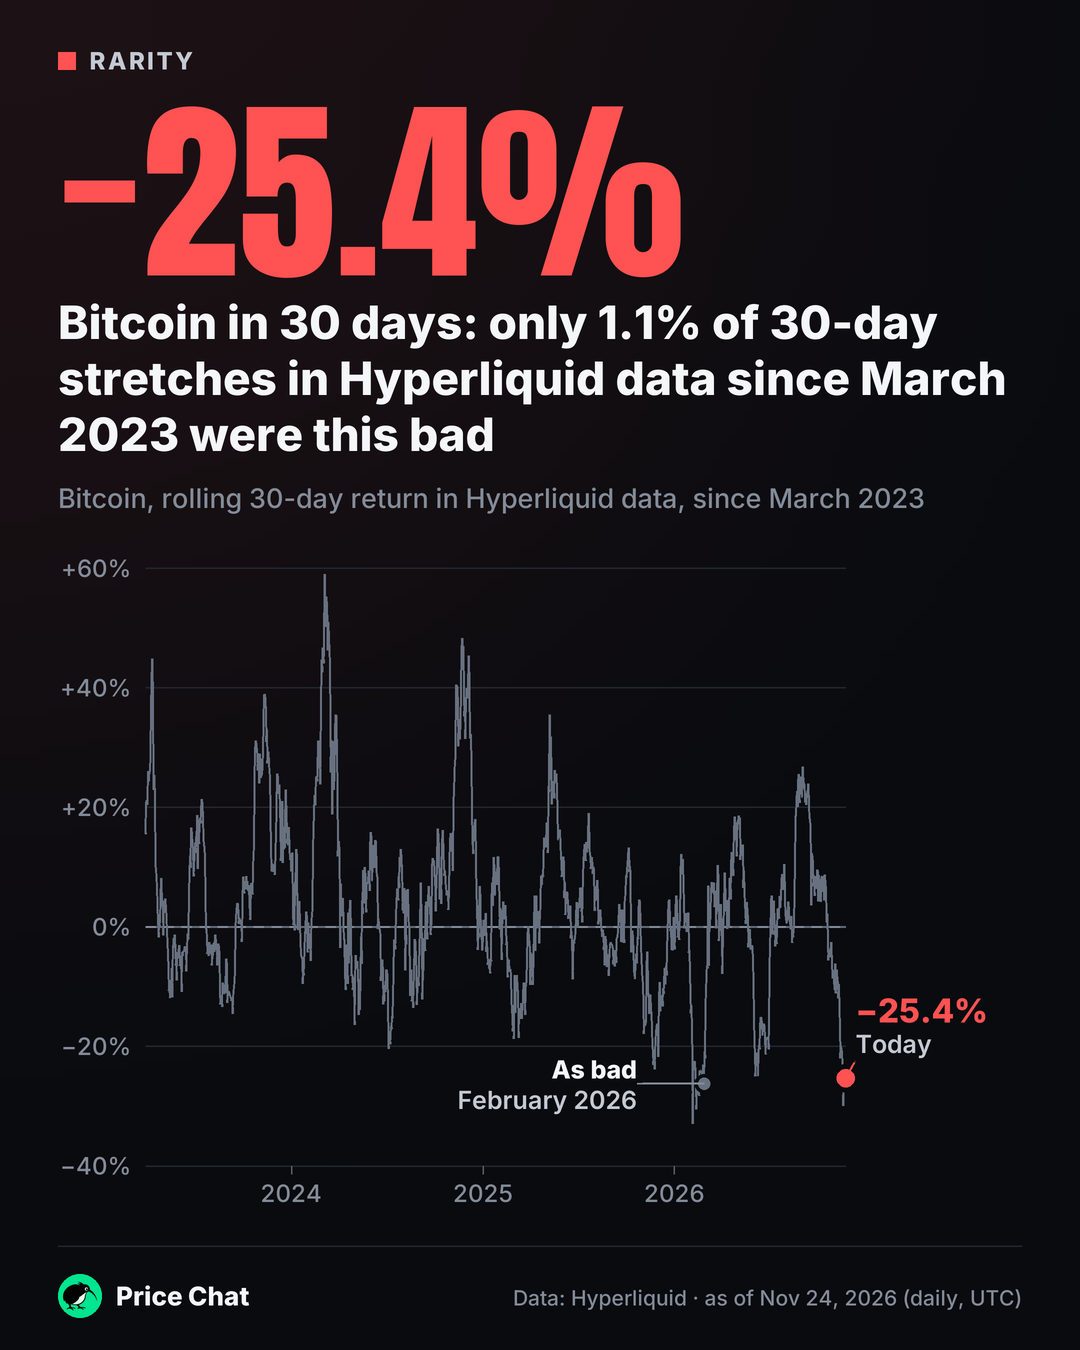 RARITY
−25.4%
Bitcoin in 30 days: only 1.1% of 30-day
stretches in Hyperliquid data since March
2023 were this bad
Bitcoin, rolling 30-day return in Hyperliquid data, since March 2023
+60%
+40%
+20%
0%
−20%
−40%
−25.4%
Today
As bad
February 2026
2024
2025
2026
Price Chat
Data: Hyperliquid · as of Nov 24, 2026 (daily, UTC)